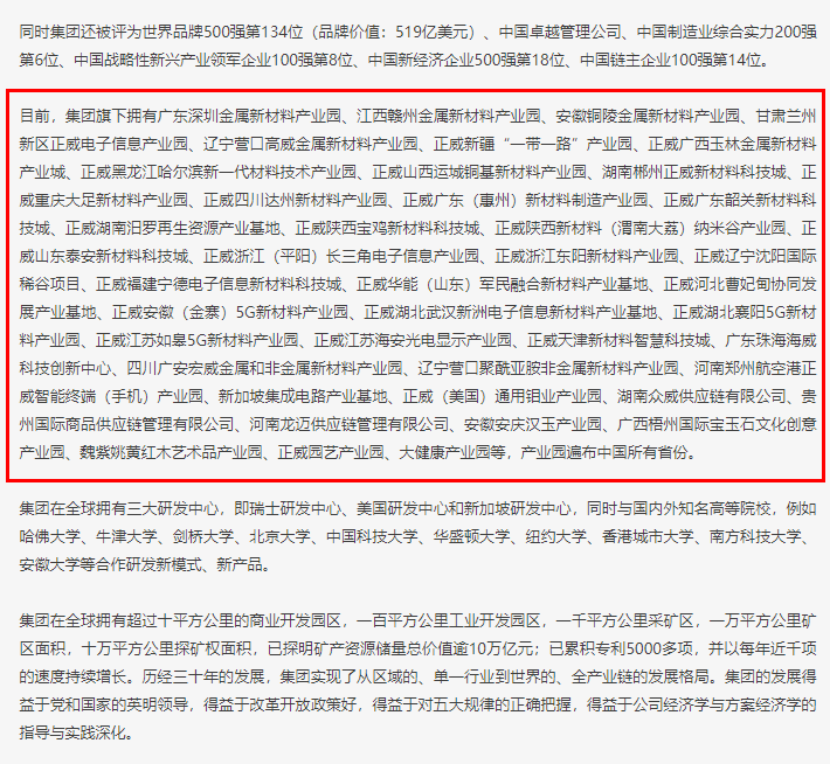 同时集团还被评为世界品牌500强第134位（品牌价值：519亿美元）、中国卓越管理公司、中国制造业综合实力200强
第6位、中国战略性新兴产业领军企业100强第8位、中国新经济企业500强第18位、中国链主企业100强第14位。
目前，集团旗下拥有广东深圳金属新材料产业园、江西赣州金属新材料产业园、安徽铜陵金属新材料产业园、甘肃兰州
新区正威电子信息产业园、辽宁营口高威金属新材料产业园、正威新疆“一带一路”产业园、正威广西玉林金属新材料
产业城、正威黑龙江哈尔滨新一代材料技术产业园、正威山西运城铜基新材料产业园、湖南郴州正威新材料科技城、正
威重庆大足新材料产业园、正威四川达州新材料产业园、正威广东（惠州）新材料制造产业园、正威广东韶关新材料科
技城、正威湖南汨罗再生资源产业基地、正威陕西宝鸡新材料科技城、正威陕西新材料（渭南大荔）纳米谷产业园、正
威山东泰安新材料科技城、正威浙江（平阳）长三角电子信息产业园、正威浙江东阳新材料产业园、正威辽宁沈阳国际
稀谷项目、正威福建宁德电子信息新材料科技城、正威华能（山东）军民融合新材料产业基地、正威河北曹妃甸协同发
展产业基地、正威安徽（金寨）5G新材料产业园、正威湖北武汉新洲电子信息新材料产业基地、正威湖北襄阳5G新材
料产业园、正威江苏如皋5G新材料产业园、正威江苏海安光电显示产业园、正威天津新材料智慧科技城、广东珠海海威
科技创新中心、四川广安宏威金属和非金属新材料产业园、辽宁营口聚酰亚胺非金属新材料产业园、河南郑州航空港正
威智能终端（手机）产业园、新加坡集成电路产业基地、正威（美国）通用钼业产业园、湖南众威供应链有限公司、贵
州国际商品供应链管理有限公司、河南龙迈供应链管理有限公司、安徽安庆汉玉产业园、广西梧州国际宝玉石文化创意
产业园、魏紫姚黄红木艺术品产业园、正威园艺产业园、大健康产业园等，产业园遍布中国所有省份。
集团在全球拥有三大研发中心，即瑞士研发中心、美国研发中心和新加坡研发中心，同时与国内外知名高等院校，例如
哈佛大学、牛津大学、剑桥大学、北京大学、中国科技大学、华盛顿大学、纽约大学、香港城市大学、南方科技大学、
安徽大学等合作研发新模式、新产品。
集团在全球拥有超过十平方公里的商业开发园区，一百平方公里工业开发园区，一千平方公里采矿区，一万平方公里矿
区面积，十万平方公里探矿权面积，已探明矿产资源储量总价值逾10万亿元；已累积专利5000多项，并以每年近千项
的速度持续增长。历经三十年的发展，集团实现了从区域的、单一行业到世界的、全产业链的发展格局。集团的发展得
益于党和国家的英明领导，得益于改革开放政策好，得益于对五大规律的正确把握，得益于公司经济学与方案经济学的
指导与实践深化。